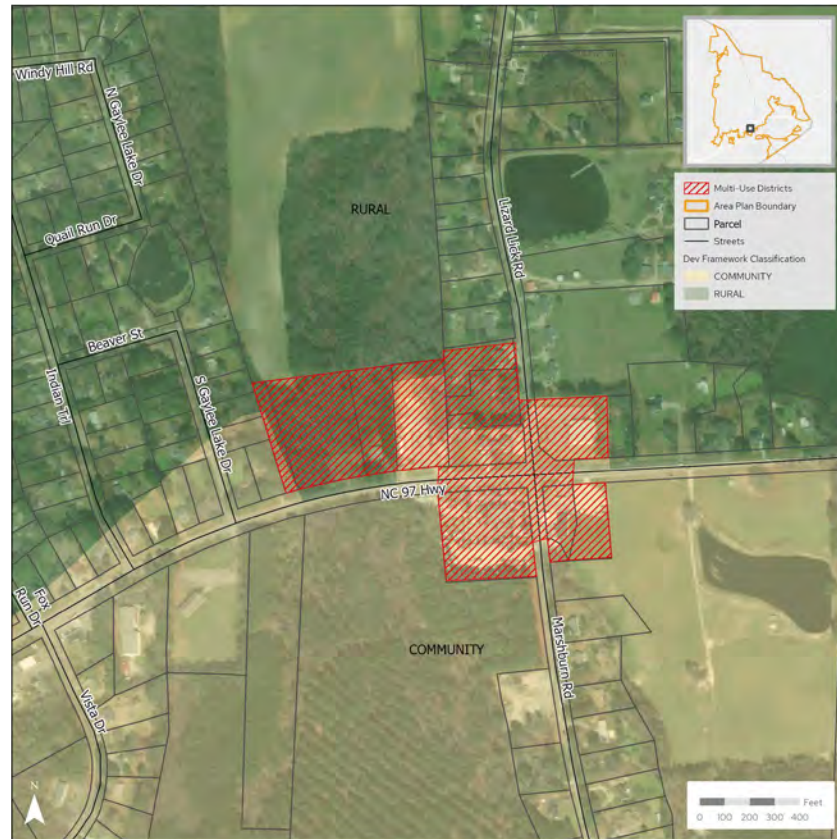 Windy Hill Rd
N Gaylee Lake Dr
Quail Run Dr
RURAL
Lizard Lick Rd
Multi-Use Districts
Area Plan Boundary
Parcel
Streets
Dev Framework Classification
COMMUNITY
RURAL
Beaver St
Indian Trl
S Gaylee Lake Dr
NC 97 Hwy
Fox Run Dr
COMMUNITY
Marshburn Rd
Vista Dr
N
Feet
0 100 200 300 400